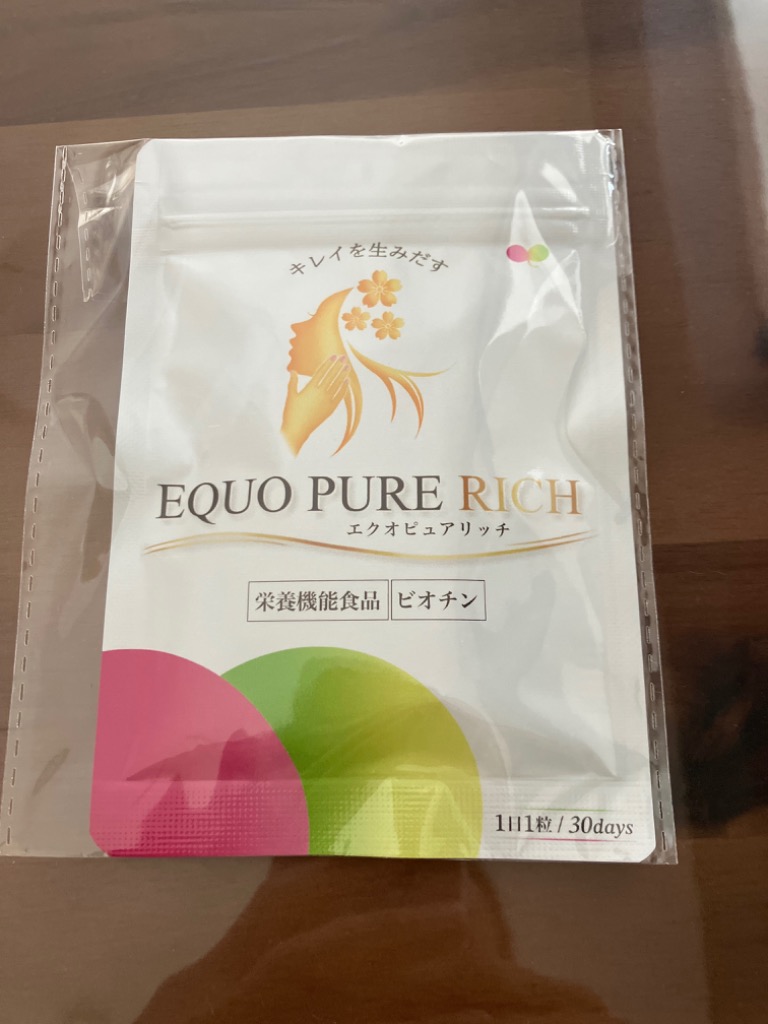 キレイを生みだす
EQUO PURE RICH
エクオピュアリッチ
栄養機能食品 ビオチン
1日1粒 / 30days